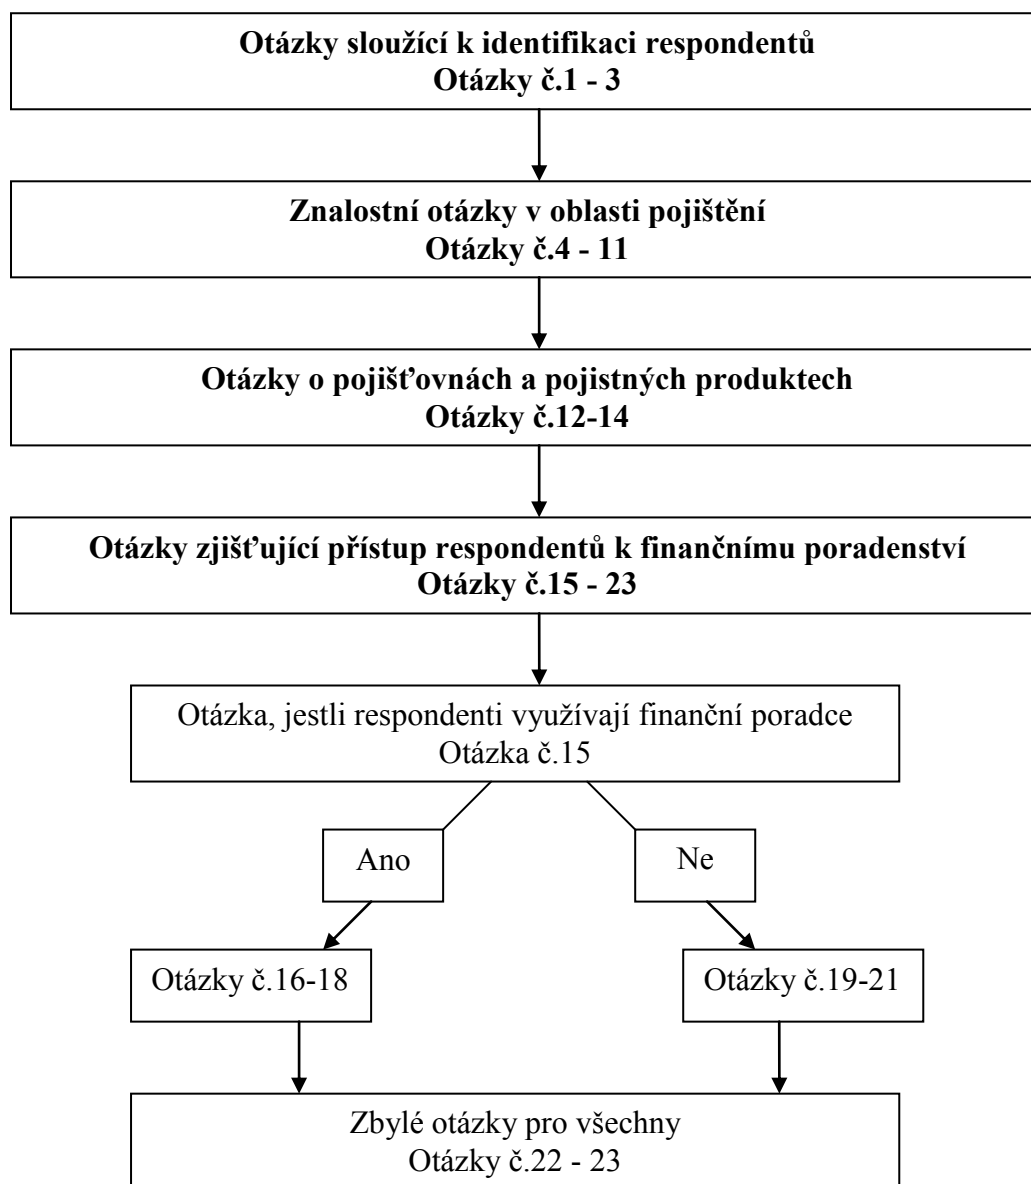 Otázky sloužící k identifikaci respondentů
Otázky č.1 - 3
Znalostní otázky v oblasti pojištění
Otázky č.4 - 11
Otázky o pojišťovnách a pojistných produktech
Otázky č.12-14
Otázky zjišťující přístup respondentů k finančnímu poradenství
Otázky č.15 - 23
Otázka, jestli respondenti využívají finanční poradce
Otázka č.15
Ano
Ne
Otázky č.16-18
Otázky č.19-21
Zbylé otázky pro všechny
Otázky č.22 - 23